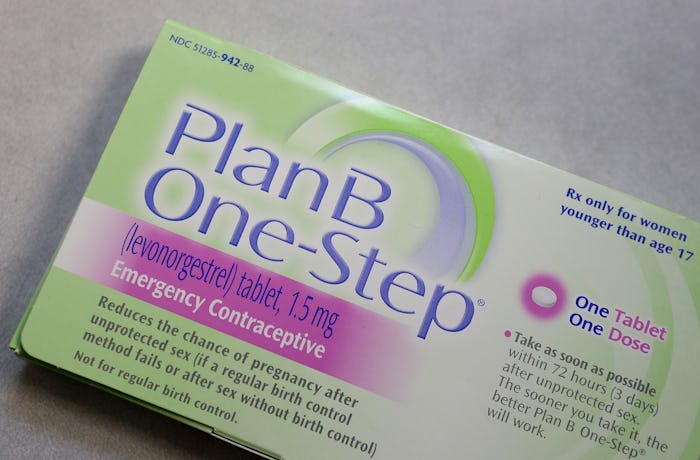 NDC 51285-942-88
Plan B
One-Step®
(levonorgestrel) tablet, 1.5 mg
Emergency Contraceptive
Reduces the chance of pregnancy after
unprotected sex (if a regular birth control
method fails or after sex without birth control)
Not for regular birth control.
Rx only for women
younger than age 17
One Tablet
One Dose
• Take as soon as possible
within 72 hours (3 days)
after unprotected sex.
The sooner you take it, the
better Plan B One-Step®
will work.